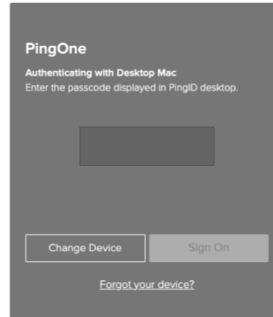 PingOne
Authenticating with Desktop Mac
Enter the passcode displayed in PingID desktop.
Change Device
Sign On
Forgot your device?